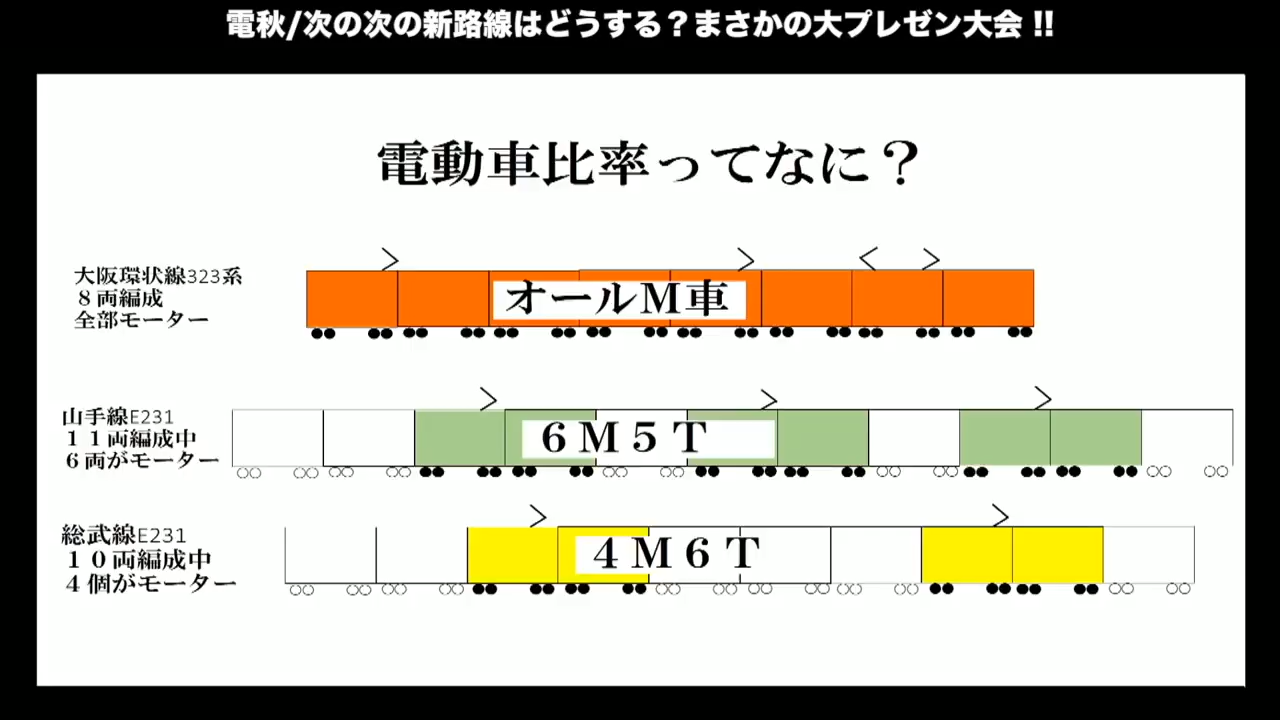 電秋/次の次の新路線はどうする？まさかの大プレゼン大会 !!
電動車比率ってなに？
大阪環状線323系
８両編成
全部モーター
オールＭ車
山手線E231
１１両編成中
６両がモーター
６Ｍ５Ｔ
総武線E231
１０両編成中
４個がモーター
４Ｍ６Ｔ